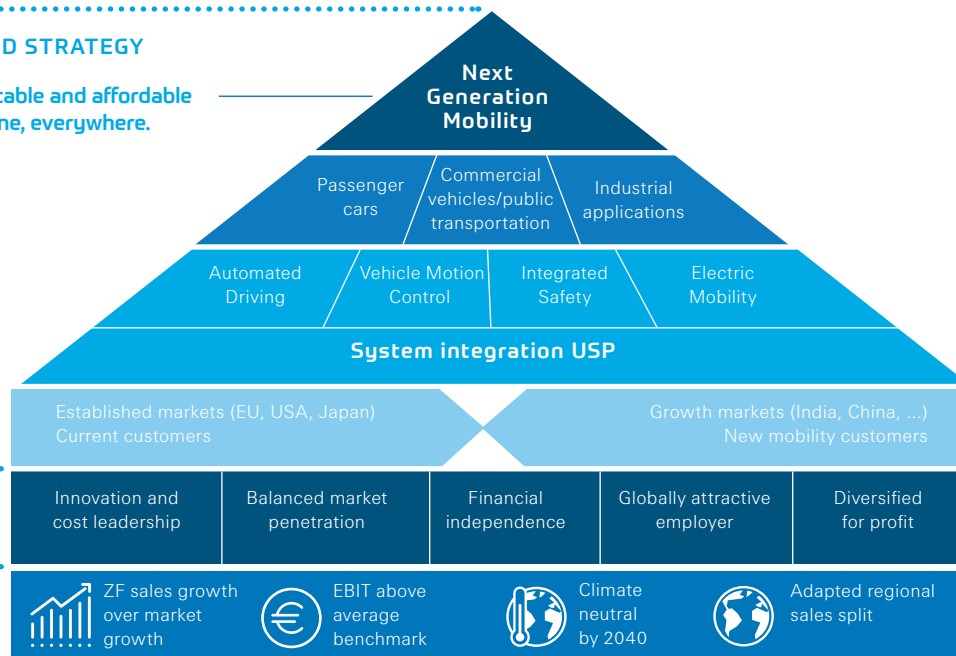 D STRATEGY
table and affordable
ne, everywhere.
Next
Generation
Mobility
Passenger
cars
Commercial
vehicles/public
transportation
Industrial
applications
Automated
Driving
Vehicle Motion
Control
Integrated
Safety
Electric
Mobility
System integration USP
Established markets (EU, USA, Japan)
Current customers
Growth markets (India, China, ...)
New mobility customers
Innovation and
cost leadership
Balanced market
penetration
Financial
independence
Globally attractive
employer
Diversified
for profit
ZF sales growth
over market
growth
EBIT above
average
benchmark
Climate
neutral
by 2040
Adapted regional
sales split